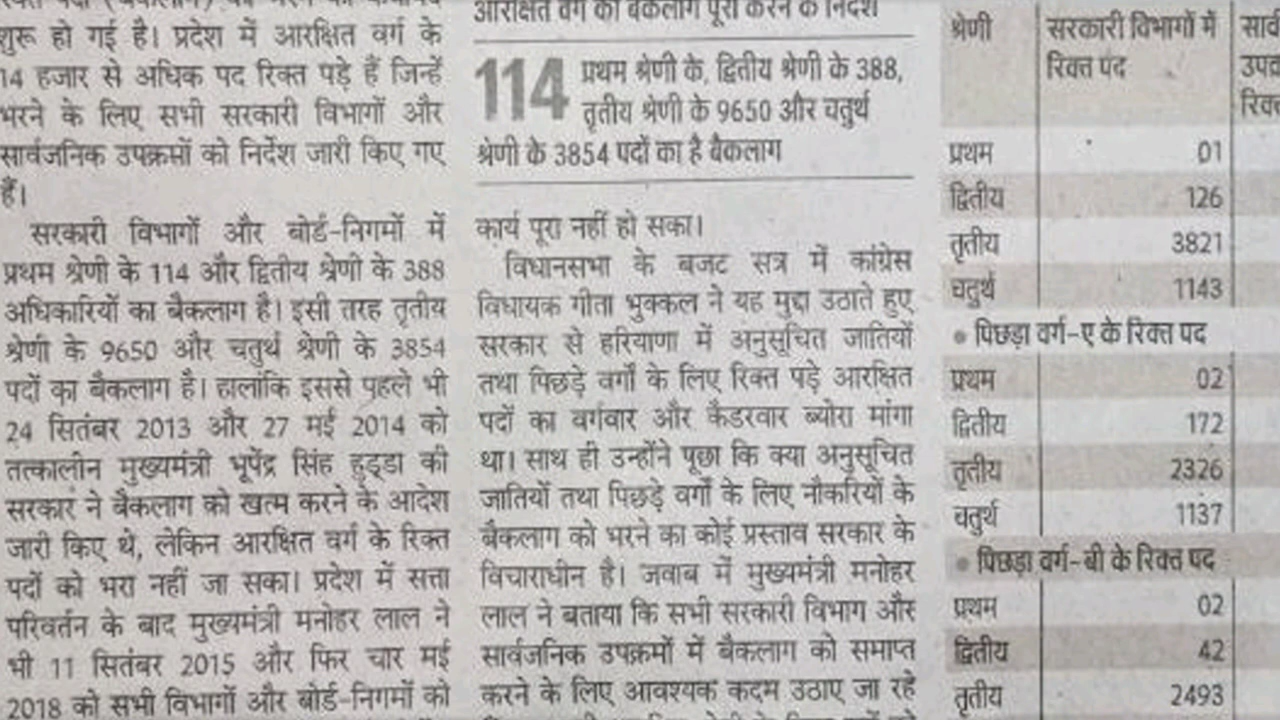 शुरू हो गई है। प्रदेश में आरक्षित वर्ग के
14 हजार से अधिक पद रिक्त पड़े हैं जिन्हें
भरने के लिए सभी सरकारी विभागों और
सार्वजनिक उपक्रमों को निर्देश जारी किए गए
हैं।
सरकारी विभागों और बोर्ड-निगमों में
प्रथम श्रेणी के 114 और द्वितीय श्रेणी के 388
अधिकारियों का बैकलाग है। इसी तरह तृतीय
श्रेणी के 9650 और चतुर्थ श्रेणी के 3854
पदों का बैकलाग है। हालांकि इससे पहले भी
24 सितंबर 2013 और 27 मई 2014 को
तत्कालीन मुख्यमंत्री भूपेंद्र सिंह हुड्डा की
सरकार ने बैकलाग को खत्म करने के आदेश
जारी किए थे, लेकिन आरक्षित वर्ग के रिक्त
पदों को भरा नहीं जा सका। प्रदेश में सत्ता
परिवर्तन के बाद मुख्यमंत्री मनोहर लाल ने
भी 11 सितंबर 2015 और फिर चार मई
2018 को सभी विभागों और बोर्ड-निगमों को
आरक्षित वर्ग का बैकलाग पूरा करने के निर्देश
114 प्रथम श्रेणी के, द्वितीय श्रेणी के 388,
तृतीय श्रेणी के 9650 और चतुर्थ
श्रेणी के 3854 पदों का है बैकलाग
कार्य पूरा नहीं हो सका।
विधानसभा के बजट सत्र में कांग्रेस
विधायक गीता भुक्कल ने यह मुद्दा उठाते हुए
सरकार से हरियाणा में अनुसूचित जातियों
तथा पिछड़े वर्गों के लिए रिक्त पड़े आरक्षित
पदों का वर्गवार और कैडरवार ब्योरा मांगा
था। साथ ही उन्होंने पूछा कि क्या अनुसूचित
जातियों तथा पिछड़े वर्गों के लिए नौकरियों के
बैकलाग को भरने का कोई प्रस्ताव सरकार के
विचाराधीन है। जवाब में मुख्यमंत्री मनोहर
लाल ने बताया कि सभी सरकारी विभाग और
सार्वजनिक उपक्रमों में बैकलाग को समाप्त
करने के लिए आवश्यक कदम उठाए जा रहे
श्रेणी सरकारी विभागों में
रिक्त पद
प्रथम 01
द्वितीय 126
तृतीय 3821
चतुर्थ 1143
• पिछड़ा वर्ग-ए के रिक्त पद
प्रथम 02
द्वितीय 172
तृतीय 2326
चतुर्थ 1137
• पिछड़ा वर्ग-बी के रिक्त पद
प्रथम 02
द्वितीय 42
तृतीय 2493